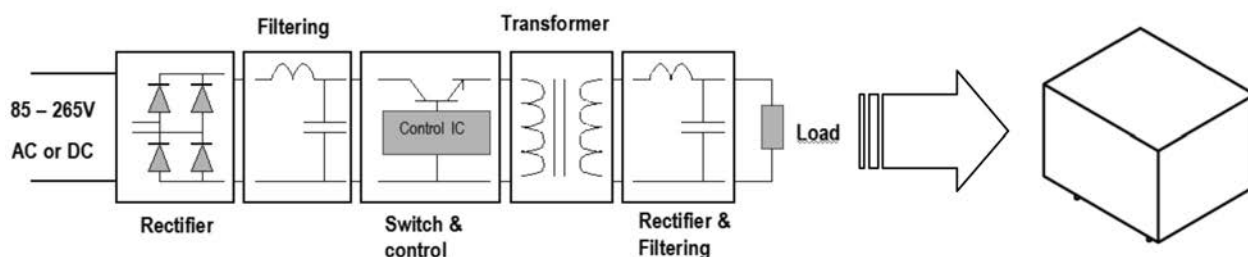 Filtering
Transformer
85 – 265V
AC or DC
Control IC
Load
Rectifier
Switch &
control
Rectifier &
Filtering